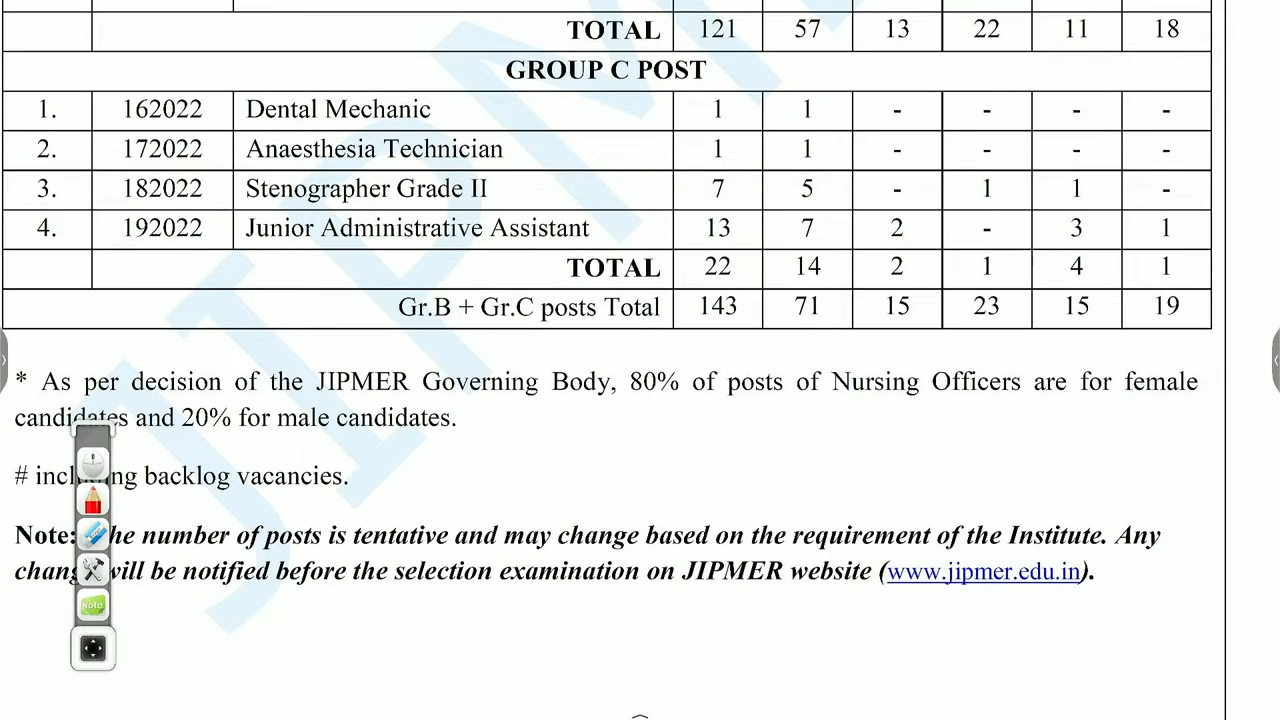 TOTAL 121 57 13 22 11 18
GROUP C POST
1. 162022 Dental Mechanic 1 1 - - - -
2. 172022 Anaesthesia Technician 1 1 - - - -
3. 182022 Stenographer Grade II 7 5 - 1 1 -
4. 192022 Junior Administrative Assistant 13 7 2 - 3 1
TOTAL 22 14 2 1 4 1
Gr.B + Gr.C posts Total 143 71 15 23 15 19
* As per decision of the JIPMER Governing Body, 80% of posts of Nursing Officers are for female
candidates and 20% for male candidates.
# including backlog vacancies.
Note: The number of posts is tentative and may change based on the requirement of the Institute. Any
change will be notified before the selection examination on JIPMER website (www.jipmer.edu.in).
Note
JIPM